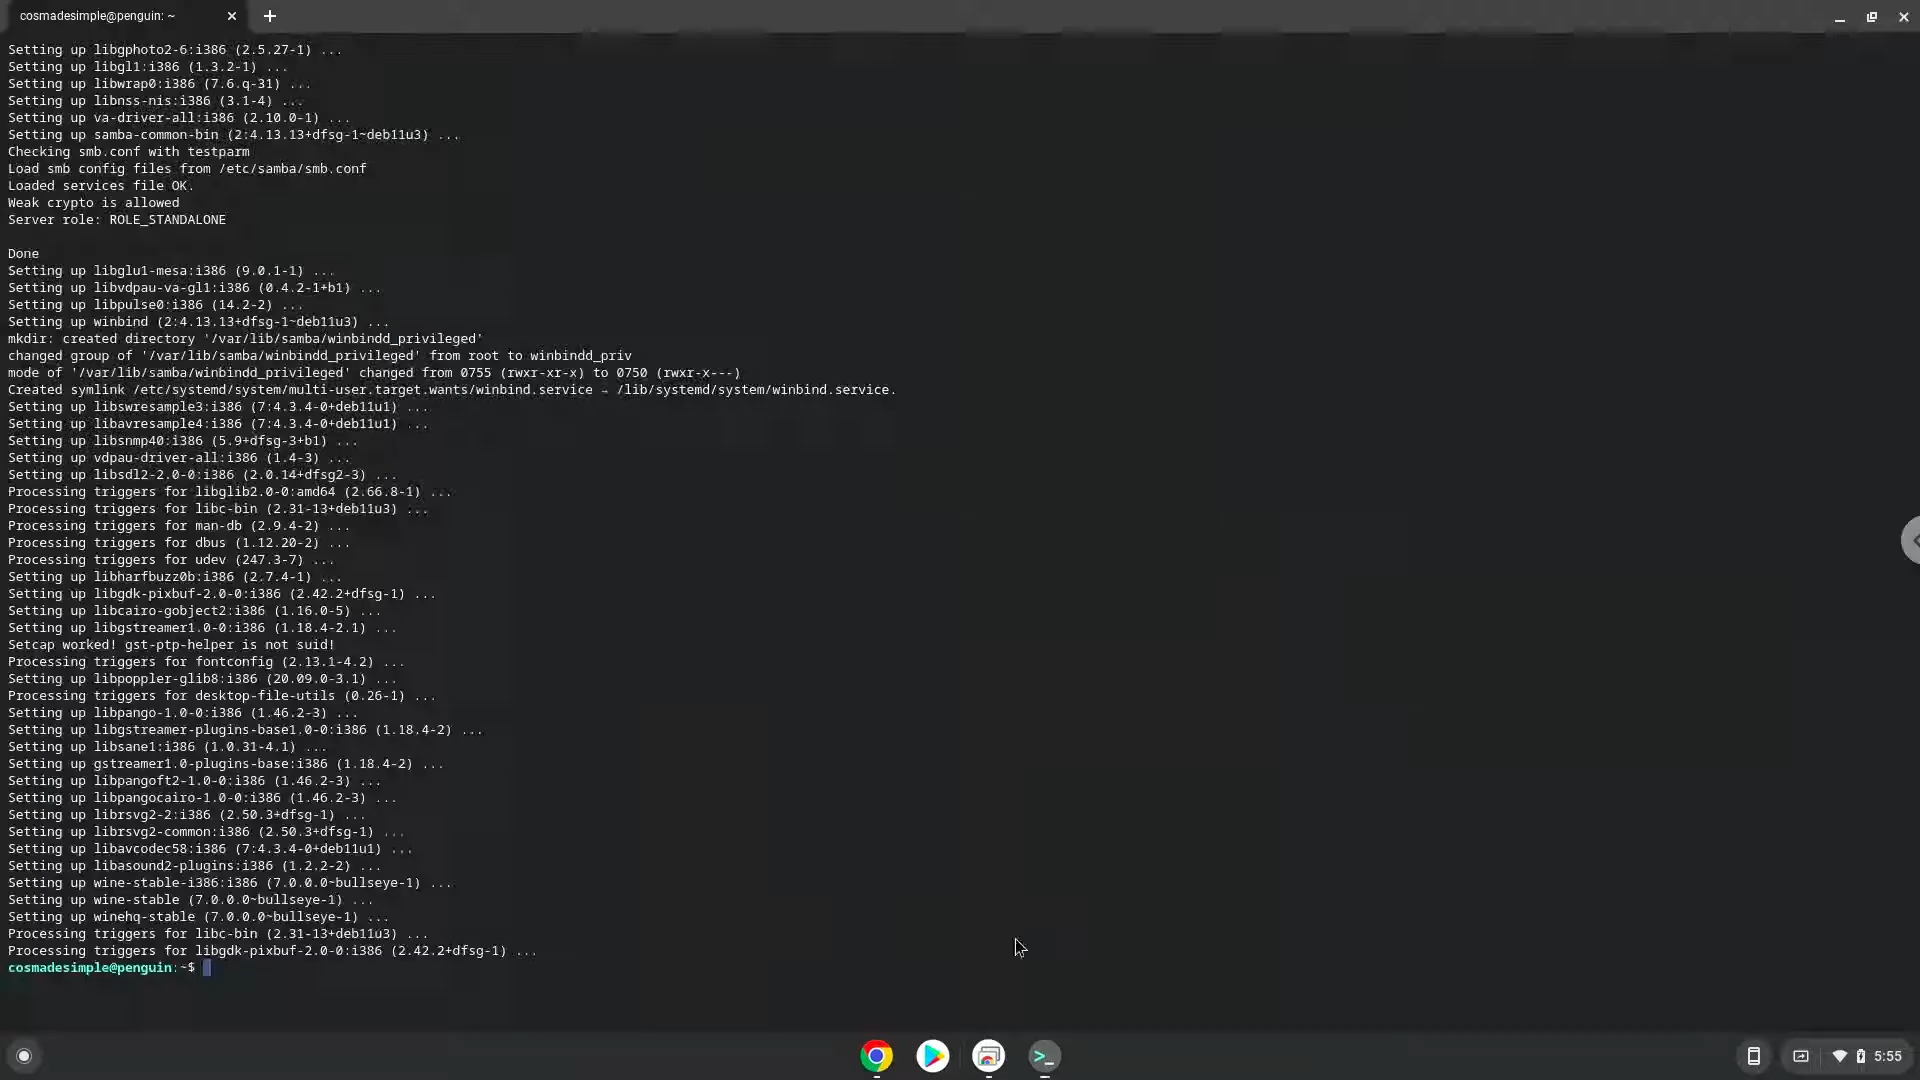 cosmadesimple@penguin: ~
Setting up libgphoto2-6:i386 (2.5.27-1) ...
Setting up libgl1:i386 (1.3.2-1) ...
Setting up libwrap0:i386 (7.6.q-31) ...
Setting up libnss-nis:i386 (3.1-4) ...
Setting up va-driver-all:i386 (2.10.0-1) ...
Setting up samba-common-bin (2:4.13.13+dfsg-1~deb11u3) ...
Checking smb.conf with testparm
Load smb config files from /etc/samba/smb.conf
Loaded services file OK.
Weak crypto is allowed
Server role: ROLE_STANDALONE
Done
Setting up libglu1-mesa:i386 (9.0.1-1) ...
Setting up libvdpau-va-gl1:i386 (0.4.2-1+b1) ...
Setting up libpulse0:i386 (14.2-2) ...
Setting up winbind (2:4.13.13+dfsg-1~deb11u3) ...
mkdir: created directory '/var/lib/samba/winbindd_privileged'
changed group of '/var/lib/samba/winbindd_privileged' from root to winbindd_priv
mode of '/var/lib/samba/winbindd_privileged' changed from 0755 (rwxr-xr-x) to 0750 (rwxr-x---)
Created symlink /etc/systemd/system/multi-user.target.wants/winbind.service → /lib/systemd/system/winbind.service.
Setting up libswresample3:i386 (7:4.3.4-0+deb11u1) ...
Setting up libavresample4:i386 (7:4.3.4-0+deb11u1) ...
Setting up libsnmp40:i386 (5.9+dfsg-3+b1) ...
Setting up vdpau-driver-all:i386 (1.4-3) ...
Setting up libsdl2-2.0-0:i386 (2.0.14+dfsg2-3) ...
Processing triggers for libglib2.0-0:amd64 (2.66.8-1) ...
Processing triggers for libc-bin (2.31-13+deb11u3) ...
Processing triggers for man-db (2.9.4-2) ...
Processing triggers for dbus (1.12.20-2) ...
Processing triggers for udev (247.3-7) ...
Setting up libharfbuzz0b:i386 (2.7.4-1) ...
Setting up libgdk-pixbuf-2.0-0:i386 (2.42.2+dfsg-1) ...
Setting up libcairo-gobject2:i386 (1.16.0-5) ...
Setting up libgstreamer1.0-0:i386 (1.18.4-2.1) ...
Setcap worked! gst-ptp-helper is not suid!
Processing triggers for fontconfig (2.13.1-4.2) ...
Setting up libpoppler-glib8:i386 (20.09.0-3.1) ...
Processing triggers for desktop-file-utils (0.26-1) ...
Setting up libpango-1.0-0:i386 (1.46.2-3) ...
Setting up libgstreamer-plugins-base1.0-0:i386 (1.18.4-2) ...
Setting up libsane1:i386 (1.0.31-4.1) ...
Setting up gstreamer1.0-plugins-base:i386 (1.18.4-2) ...
Setting up libpangoft2-1.0-0:i386 (1.46.2-3) ...
Setting up libpangocairo-1.0-0:i386 (1.46.2-3) ...
Setting up librsvg2-2:i386 (2.50.3+dfsg-1) ...
Setting up librsvg2-common:i386 (2.50.3+dfsg-1) ...
Setting up libavcodec58:i386 (7:4.3.4-0+deb11u1) ...
Setting up libasound2-plugins:i386 (1.2.2-2) ...
Setting up wine-stable-i386:i386 (7.0.0.0~bullseye-1) ...
Setting up wine-stable (7.0.0.0~bullseye-1) ...
Setting up winehq-stable (7.0.0.0~bullseye-1) ...
Processing triggers for libc-bin (2.31-13+deb11u3) ...
Processing triggers for libgdk-pixbuf-2.0-0:i386 (2.42.2+dfsg-1) ...
cosmadesimple@penguin:~$
5:55